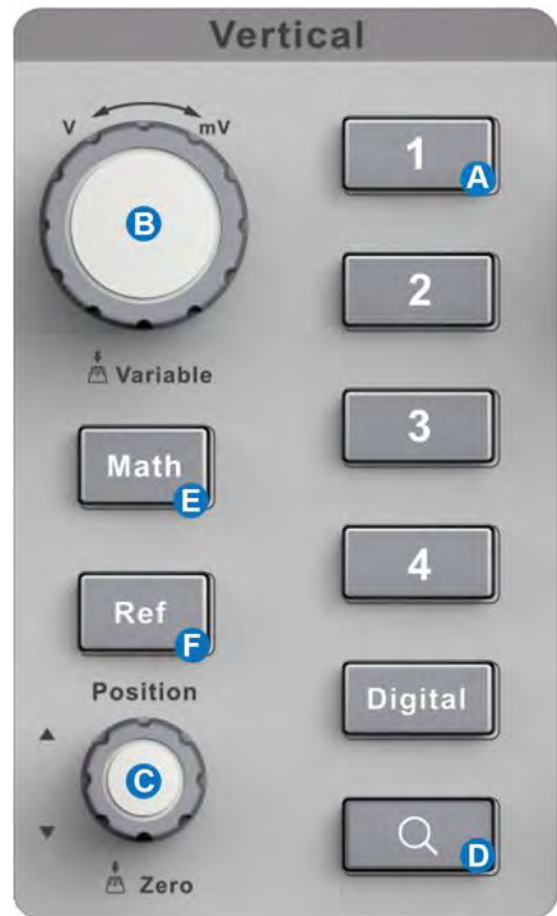 Vertical
V mV
B
Variable
Math
E
Ref
F
Position
C
Zero
1
A
2
3
4
Digital
D